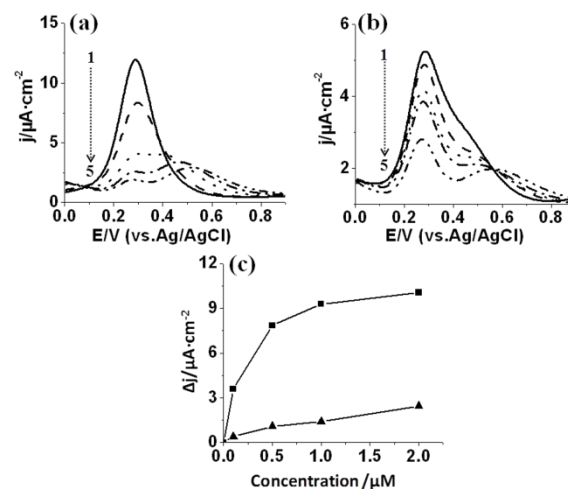 (a)
15
10
5
0
1
5
j/µA·cm-2
0.0 0.2 0.4 0.6 0.8
E/V (vs.Ag/AgCl)
(b)
6
4
2
1
5
j/µA·cm-2
0.0 0.2 0.4 0.6 0.8
E/V (vs.Ag/AgCl)
(c)
12
9
6
3
0
Δj/µA·cm-2
0.0 0.5 1.0 1.5 2.0
Concentration /µM